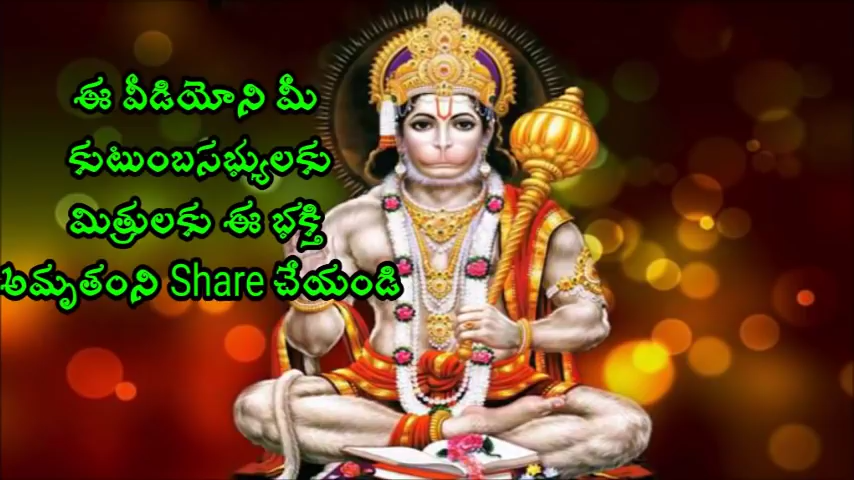 ఈ వీడియోని మీ
కుటుంబసభ్యులకు
మిత్రులకు ఈ భక్తి
అమృతంని Share చేయండి